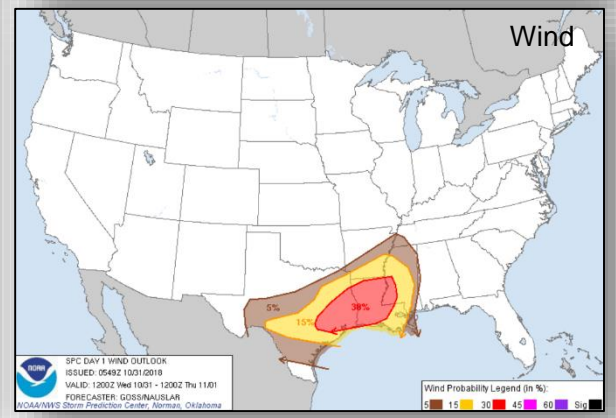 Wind
5%
15%
30%
SPC DAY 1 WIND OUTLOOK
ISSUED: 0549Z 10/31/2018
VALID: 1200Z Wed 10/31 - 1200Z Thu 11/01
FORECASTER: GOSS/NAUSLAR
NOAA/NWS Storm Prediction Center, Norman, Oklahoma
NOAA
Wind Probability Legend (in %):
5 15 30 45 60 Sig